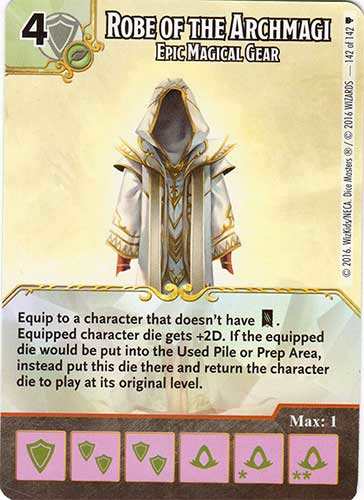 4
ROBE OF THE ARCHMAGI
EPIC MAGICAL GEAR
© 2016. WizKids/NECA. Dice Masters ® / © 2016 WIZARDS — 142 of 142
Equip to a character that doesn't have .
Equipped character die gets +2D. If the equipped
die would be put into the Used Pile or Prep Area,
instead put this die there and return the character
die to play at its original level.
Max: 1
*
**